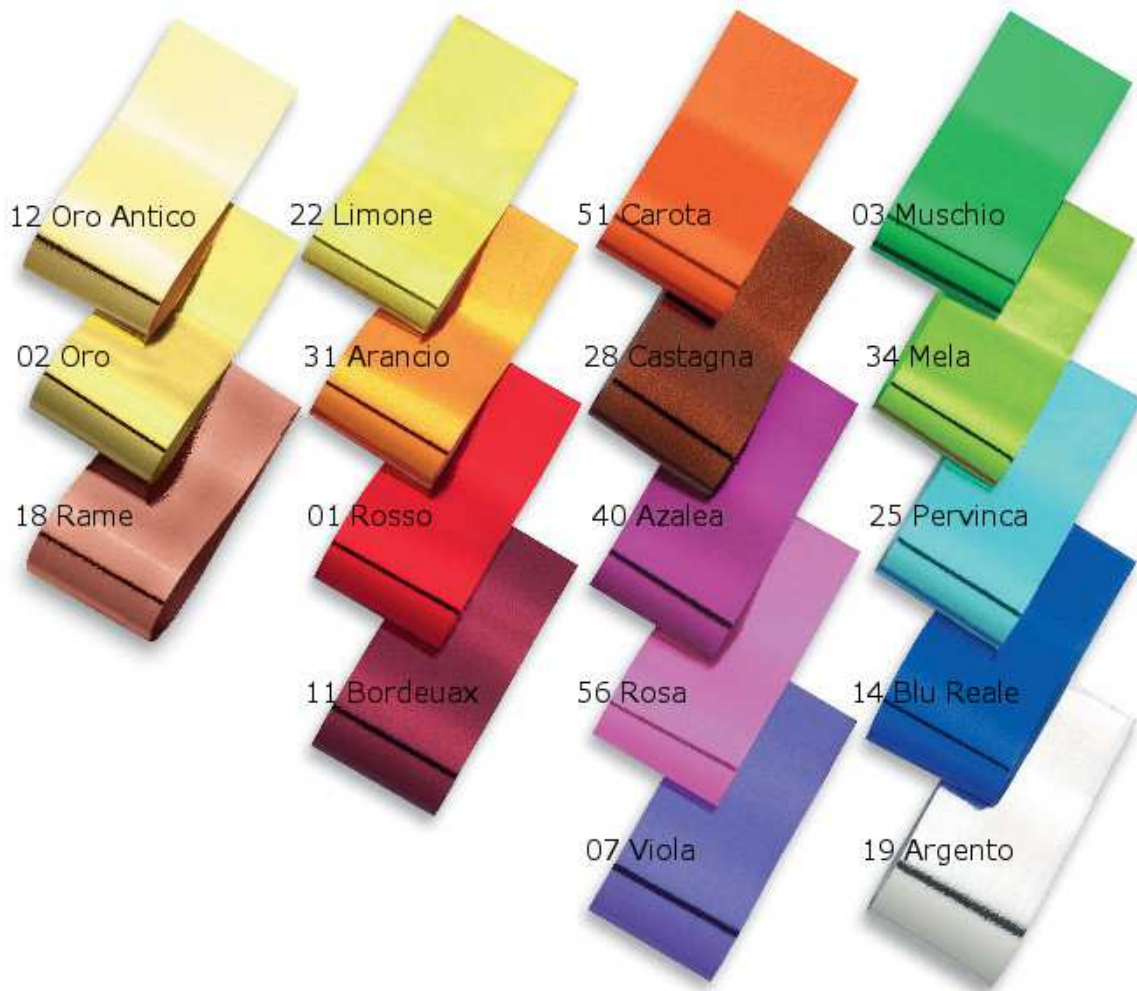 12 Oro Antico
22 Limone
51 Carota
03 Muschio
02 Oro
31 Arancio
28 Castagna
34 Mela
18 Rame
01 Rosso
40 Azalea
25 Pervinca
11 Bordeuax
56 Rosa
14 Blu Reale
07 Viola
19 Argento